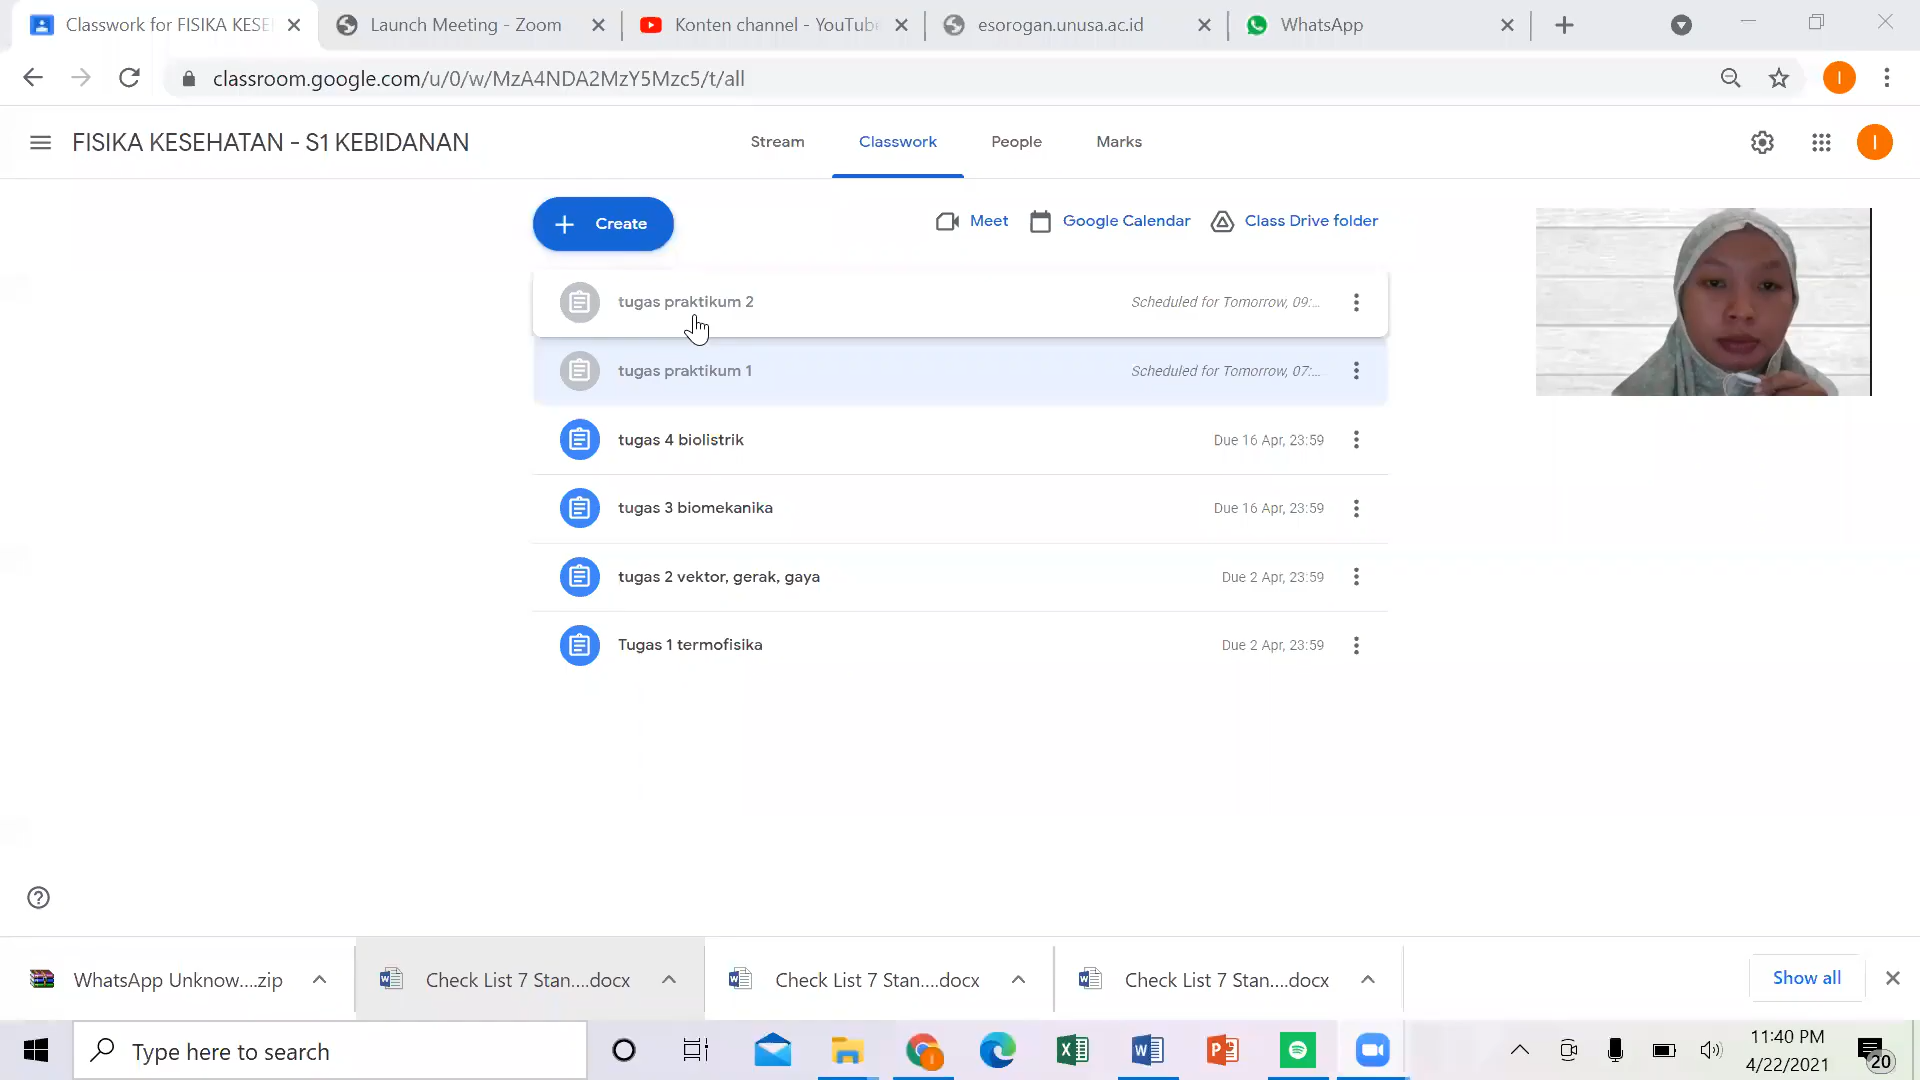 Classwork for FISIKA KESE
Launch Meeting - Zoom
Konten channel - YouTube
esorogan.unusa.ac.id
WhatsApp
classroom.google.com/u/0/w/MzA4NDA2MzY5Mzc5/t/all
I
FISIKA KESEHATAN - S1 KEBIDANAN
Stream
Classwork
People
Marks
I
Create
Meet
Google Calendar
Class Drive folder
tugas praktikum 2
Scheduled for Tomorrow, 09:...
tugas praktikum 1
Scheduled for Tomorrow, 07:...
tugas 4 biolistrik
Due 16 Apr, 23:59
tugas 3 biomekanika
Due 16 Apr, 23:59
tugas 2 vektor, gerak, gaya
Due 2 Apr, 23:59
Tugas 1 termofisika
Due 2 Apr, 23:59
WhatsApp Unknow....zip
Check List 7 Stan....docx
Check List 7 Stan....docx
Check List 7 Stan....docx
Show all
Type here to search
11:40 PM
4/22/2021
20